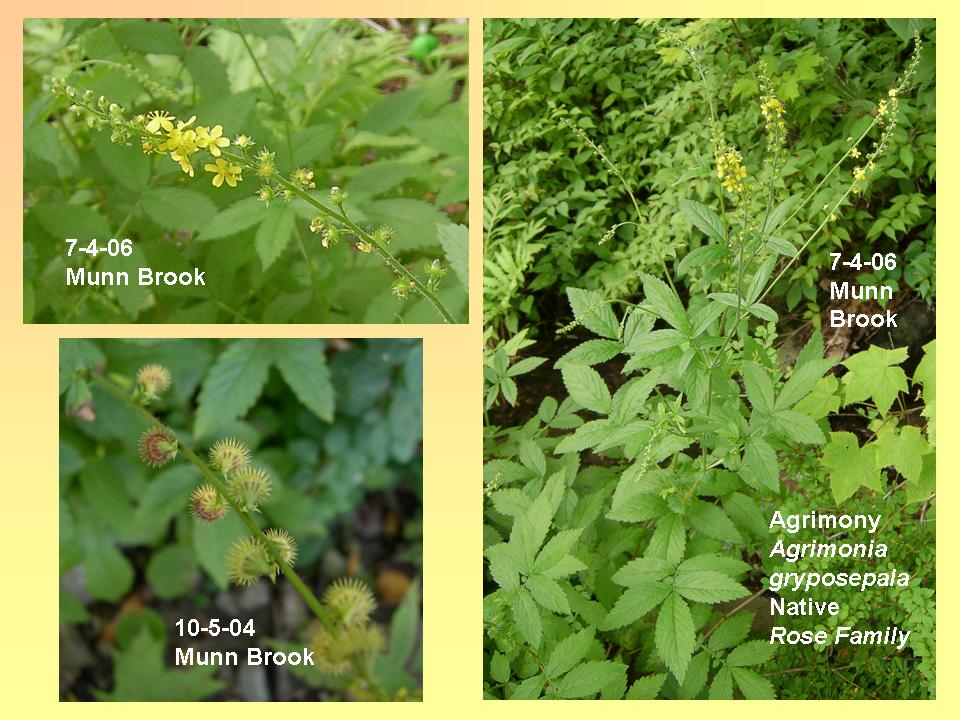 7-4-06
Munn Brook
10-5-04
Munn Brook
7-4-06
Munn
Brook
Agrimony
Agrimonia
gryposepala
Native
Rose Family